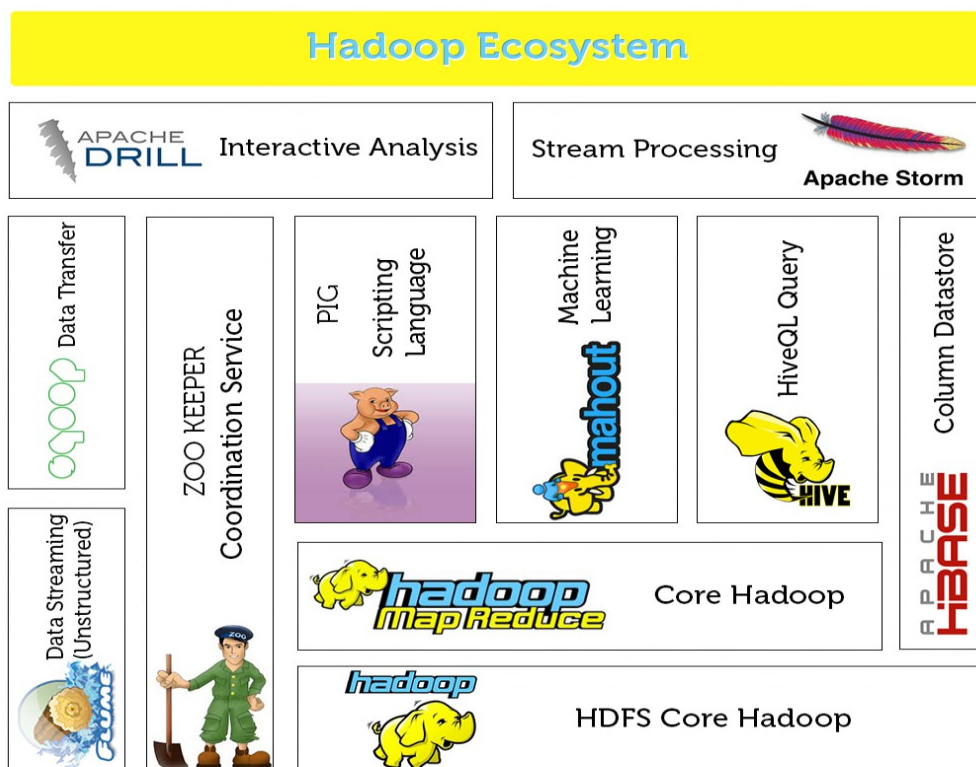 Hadoop Ecosystem
APACHE
DRILL
Interactive Analysis
Stream Processing
Apache Storm
Data Transfer
sqoop
Data Streaming
(Unstructured)
FLUME
ZOO KEEPER
Coordination Service
ZOO
PIG
Scripting
Language
Machine
Learning
mahout
HiveQL Query
HIVE
Column Datastore
APACHE
HBASE
hadoop
Map Reduce
Core Hadoop
hadoop
HDFS Core Hadoop